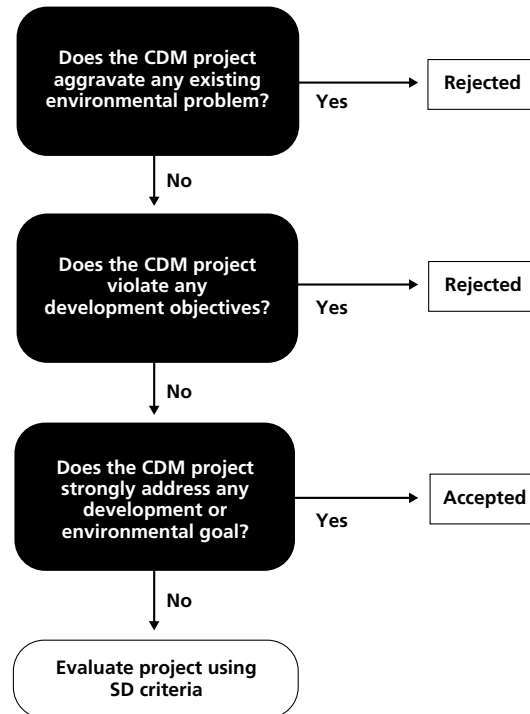 Does the CDM project
aggravate any existing
environmental problem?
Yes
Rejected
No
Does the CDM project
violate any
development objectives?
Yes
Rejected
No
Does the CDM project
strongly address any
development or
environmental goal?
Yes
Accepted
No
Evaluate project using
SD criteria